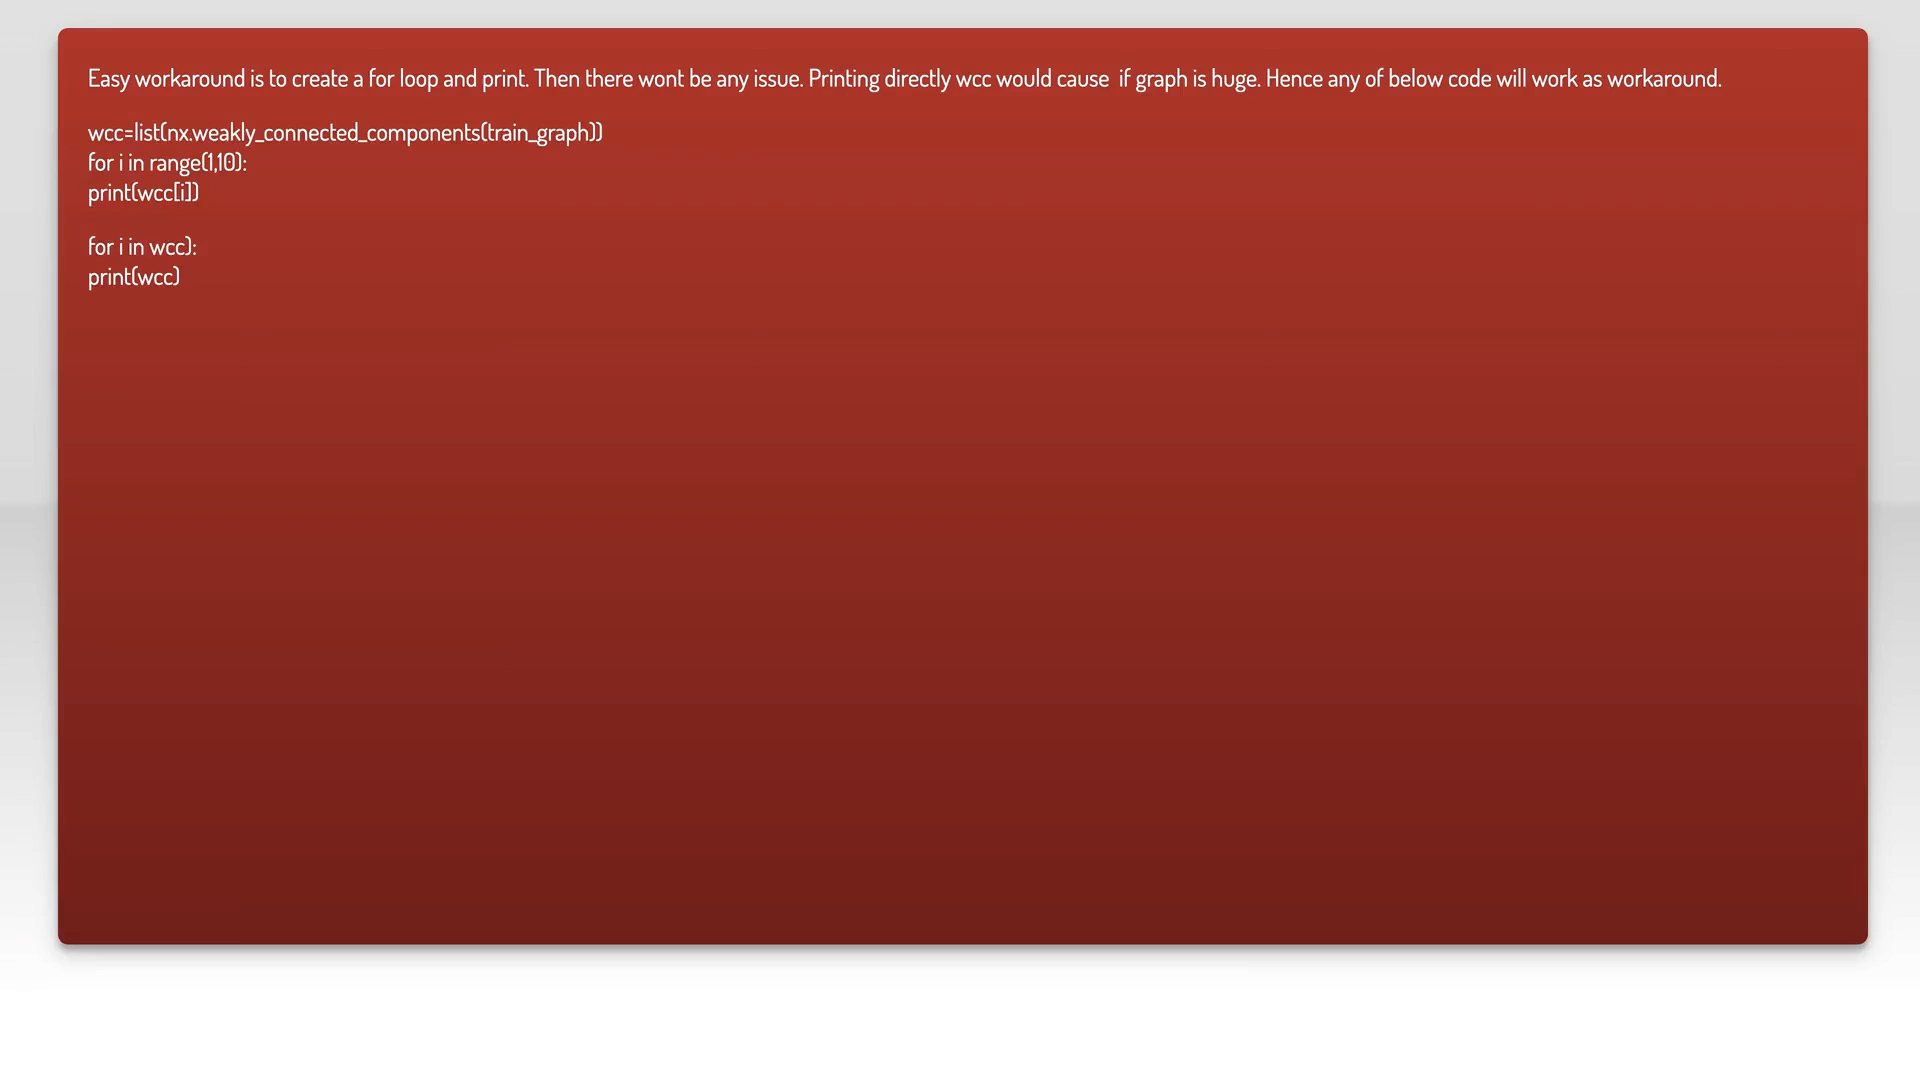 Easy workaround is to create a for loop and print. Then there wont be any issue. Printing directly wcc would cause  if graph is huge. Hence any of below code will work as workaround.
wcc=list(nx.weakly_connected_components(train_graph))
for i in range(1,10):
print(wcc[i])
for i in wcc):
print(wcc)